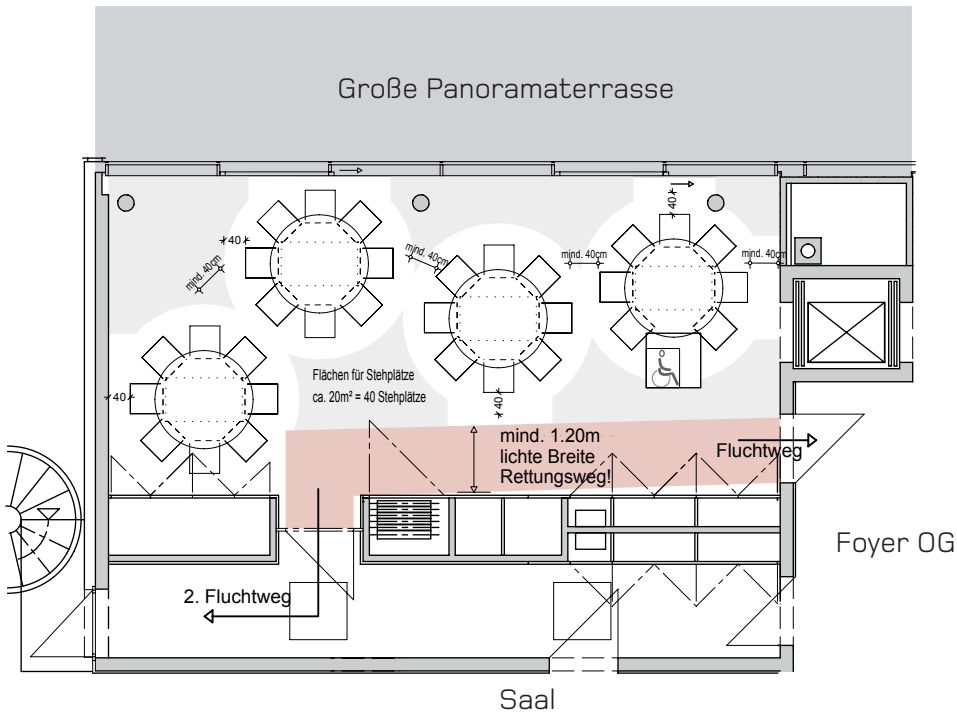 Große Panoramaterrasse
40
40
mind. 40cm
mind. 40cm
mind. 40cm
mind. 40cm
Flächen für Stehplätze
ca. 20m² = 40 Stehplätze
40
40
mind. 1.20m
lichte Breite
Rettungsweg!
Fluchtweg
Foyer OG
2. Fluchtweg
Saal